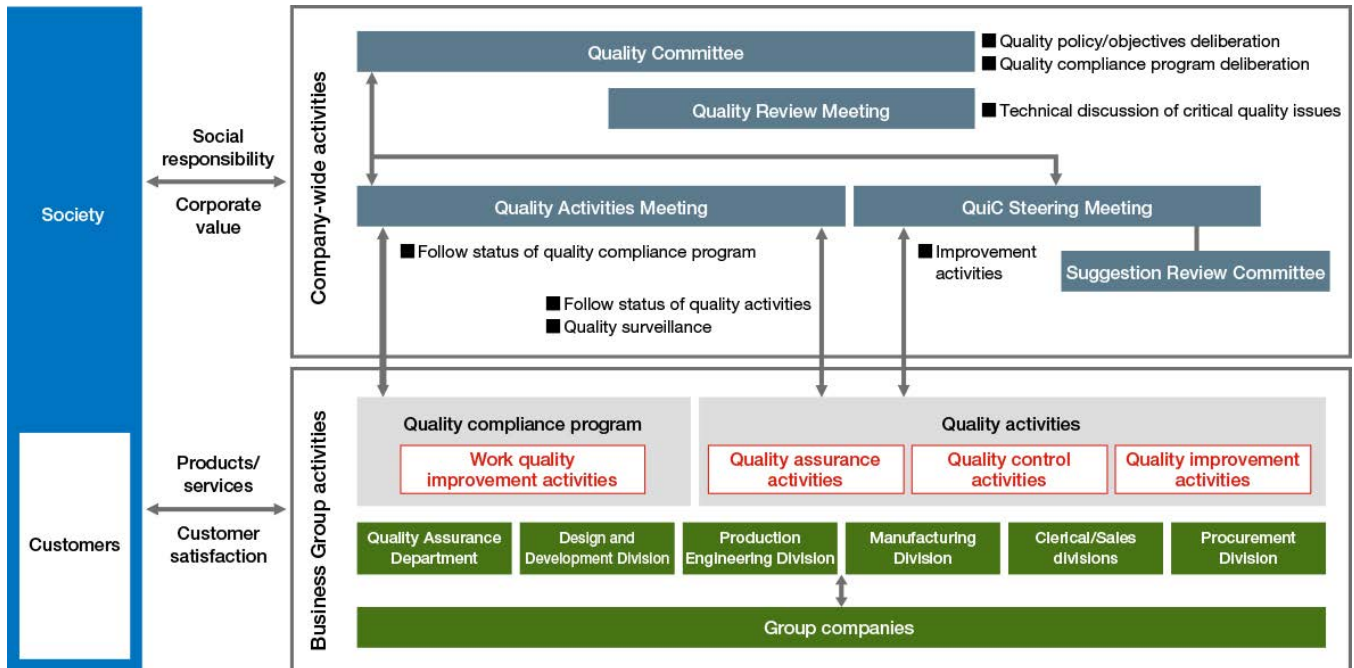 Society
Customers
Social
responsibility
Corporate
value
Products/
services
Customer
satisfaction
Company-wide activities
Quality Committee
■ Quality policy/objectives deliberation
■ Quality compliance program deliberation
Quality Review Meeting
■ Technical discussion of critical quality issues
Quality Activities Meeting
QuiC Steering Meeting
■ Follow status of quality compliance program
■ Improvement
activities
Suggestion Review Committee
■ Follow status of quality activities
■ Quality surveillance
Business Group activities
Quality compliance program
Work quality
improvement activities
Quality activities
Quality assurance
activities
Quality control
activities
Quality improvement
activities
Quality Assurance
Department
Design and
Development Division
Production
Engineering Division
Manufacturing
Division
Clerical/Sales
divisions
Procurement
Division
Group companies